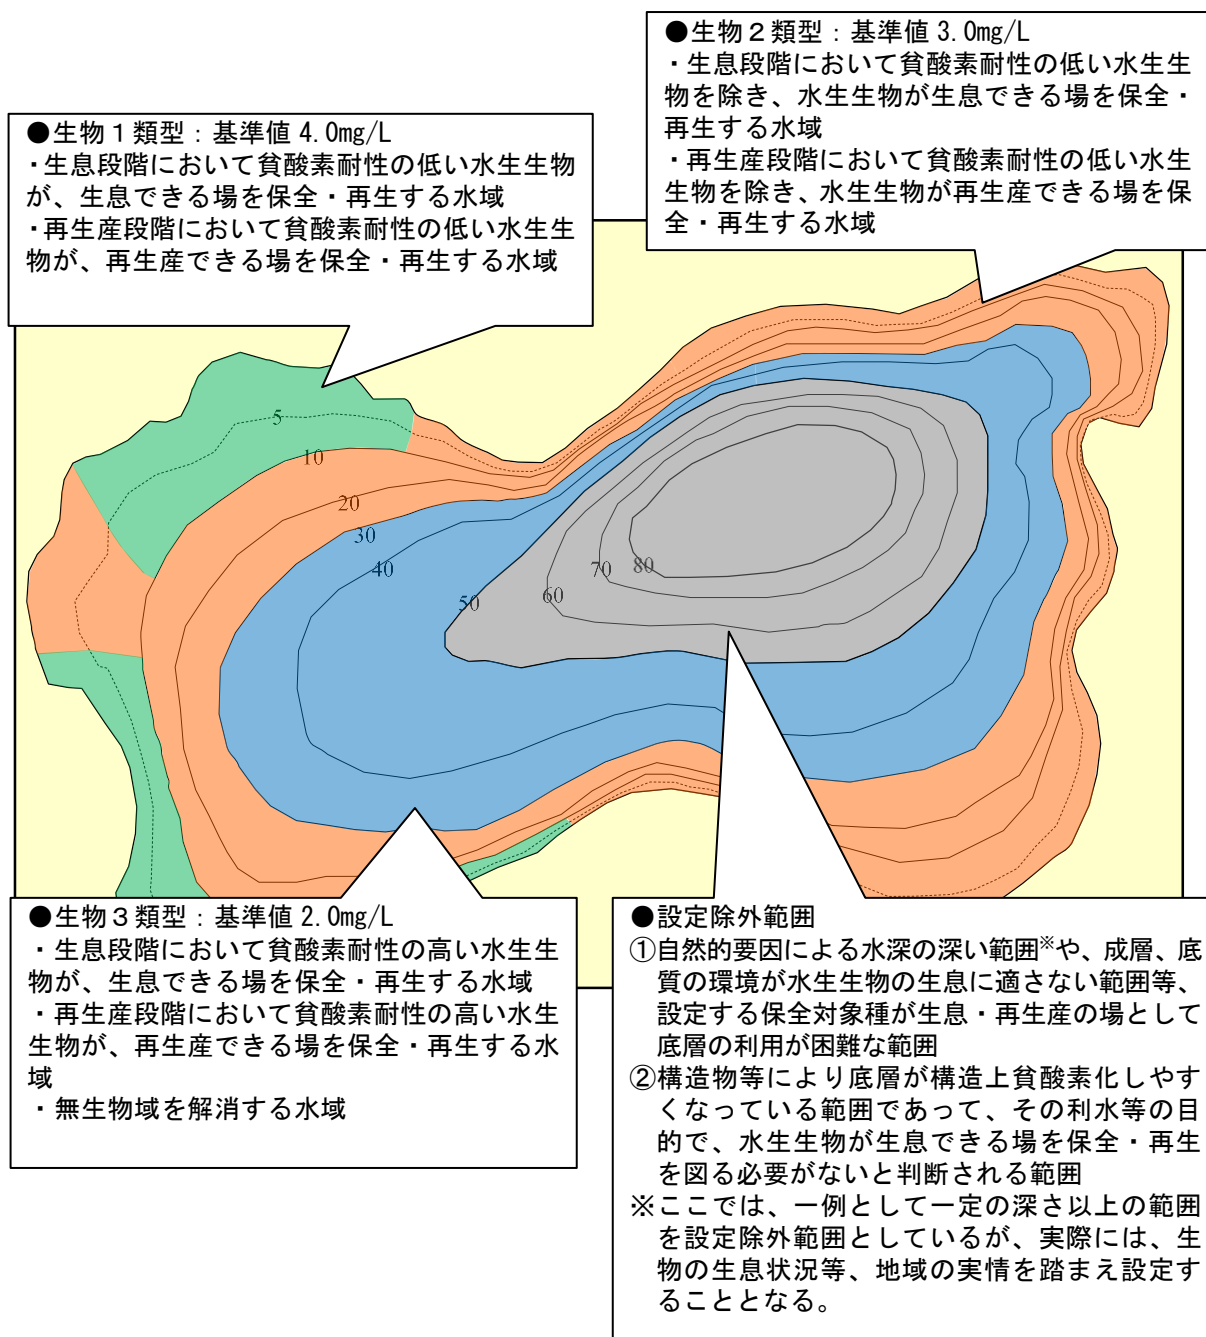 ●生物２類型：基準値 3.0mg/L
・生息段階において貧酸素耐性の低い水生生
物を除き、水生生物が生息できる場を保全・
再生する水域
・再生産段階において貧酸素耐性の低い水生
生物を除き、水生生物が再生産できる場を保
全・再生する水域
●生物１類型：基準値 4.0mg/L
・生息段階において貧酸素耐性の低い水生生物
が、生息できる場を保全・再生する水域
・再生産段階において貧酸素耐性の低い水生生
物が、再生産できる場を保全・再生する水域
5
10
20
30
40
50
60
70
80
●生物３類型：基準値 2.0mg/L
・生息段階において貧酸素耐性の高い水生生
物が、生息できる場を保全・再生する水域
・再生産段階において貧酸素耐性の高い水生
生物が、再生産できる場を保全・再生する水
域
・無生物域を解消する水域
●設定除外範囲
①自然的要因による水深の深い範囲※や、成層、底
質の環境が水生生物の生息に適さない範囲等、
設定する保全対象種が生息・再生産の場として
底層の利用が困難な範囲
②構造物等により底層が構造上貧酸素化しやす
くなっている範囲であって、その利水等の目
的で、水生生物が生息できる場を保全・再生
を図る必要がないと判断される範囲
※ここでは、一例として一定の深さ以上の範囲
を設定除外範囲としているが、実際には、生
物の生息状況等、地域の実情を踏まえ設定す
ることとなる。